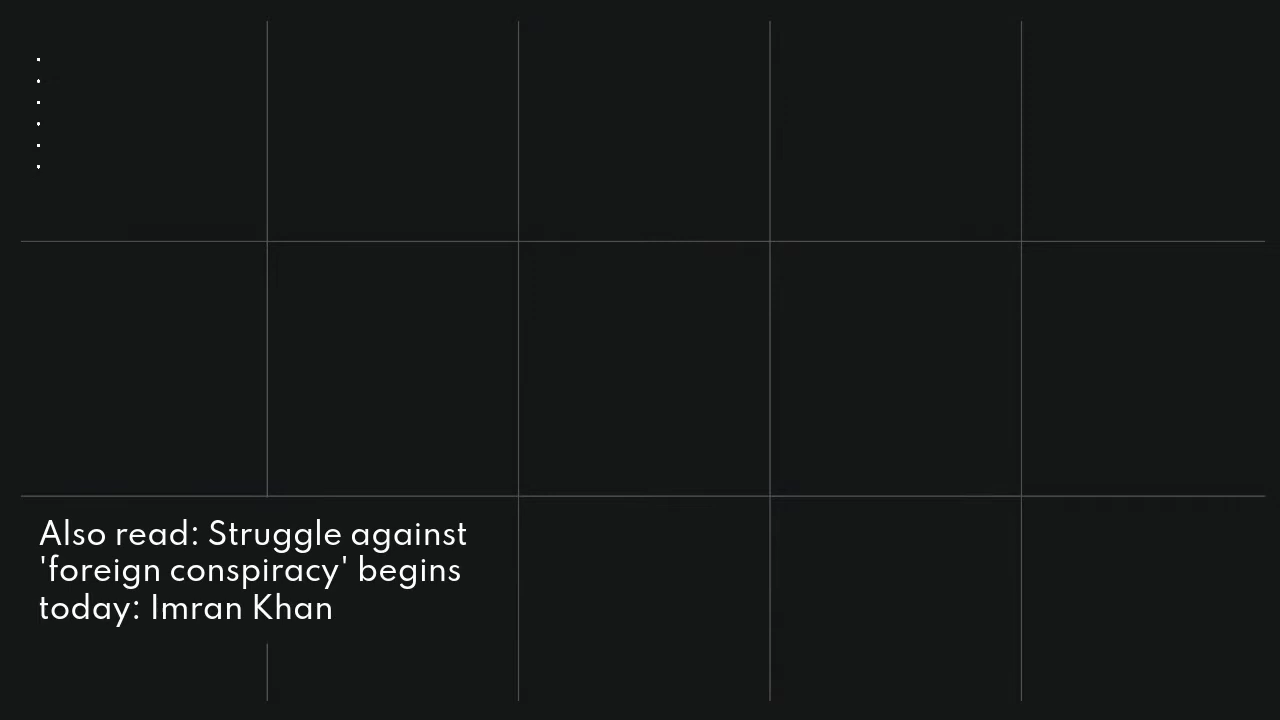 Also read: Struggle against
'foreign conspiracy' begins
today: Imran Khan